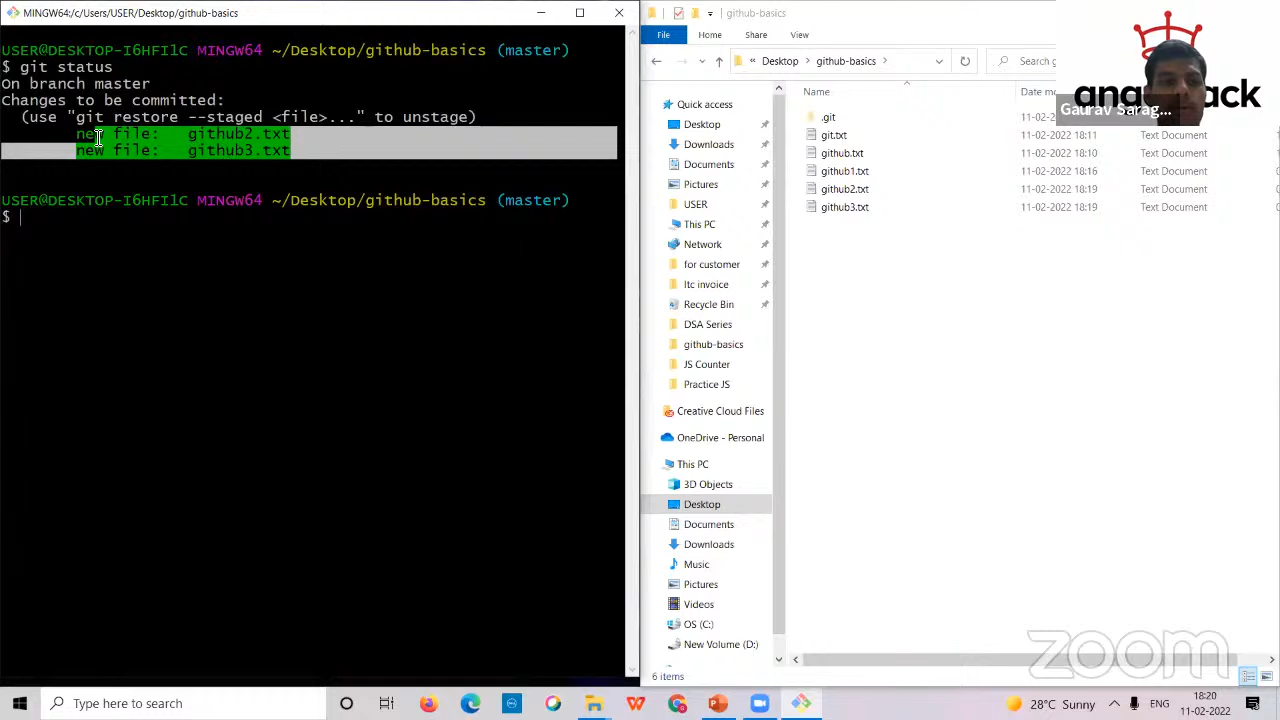 MINGW64:/c/Users/USER/Desktop/github-basics
USER@DESKTOP-I6HFI1C MINGW64 ~/Desktop/github-basics (master)
$ git status
On branch master
Changes to be committed:
(use "git restore --staged <file>..." to unstage)
new file: github2.txt
new file: github3.txt
USER@DESKTOP-I6HFI1C MINGW64 ~/Desktop/github-basics (master)
$
github-basics
File
Home
Share
View
Desktop
github-basics
Search g
Gaurav Sarag...
Quick access
Desktop
Downloads
Documents
Pictures
USER
This PC
Network
for customer
ltc invoice
Recycle Bin
DSA Series
github-basics
JS Counter
Practice JS
Creative Cloud Files
OneDrive - Personal
This PC
3D Objects
Desktop
Documents
Downloads
Music
Pictures
Videos
OS (C:)
New Volume (D:)
Name
Date mo
.git
git.txt 11-02-2022 18:11 Text Document
github.txt 11-02-2022 18:10 Text Document
github1.txt 11-02-2022 18:16 Text Document
github2.txt 11-02-2022 18:19 Text Document
github3.txt 11-02-2022 18:19 Text Document
6 items
zoom
Type here to search
28°C Sunny
ENG
18:20
11-02-2022